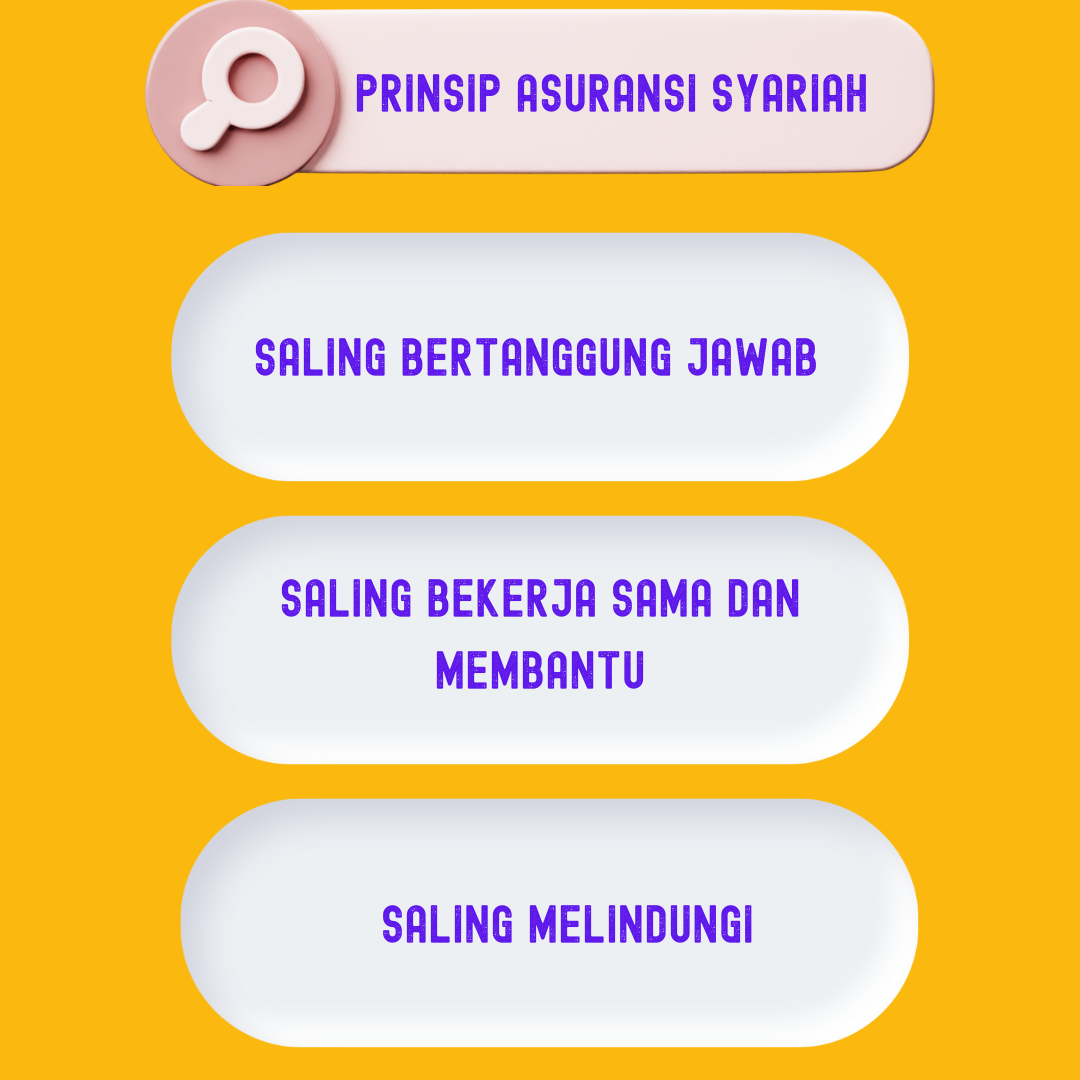 PRINSIP ASURANSI SYARIAH
SALING BERTANGGUNG JAWAB
SALING BEKERJA SAMA DAN
MEMBANTU
SALING MELINDUNGI